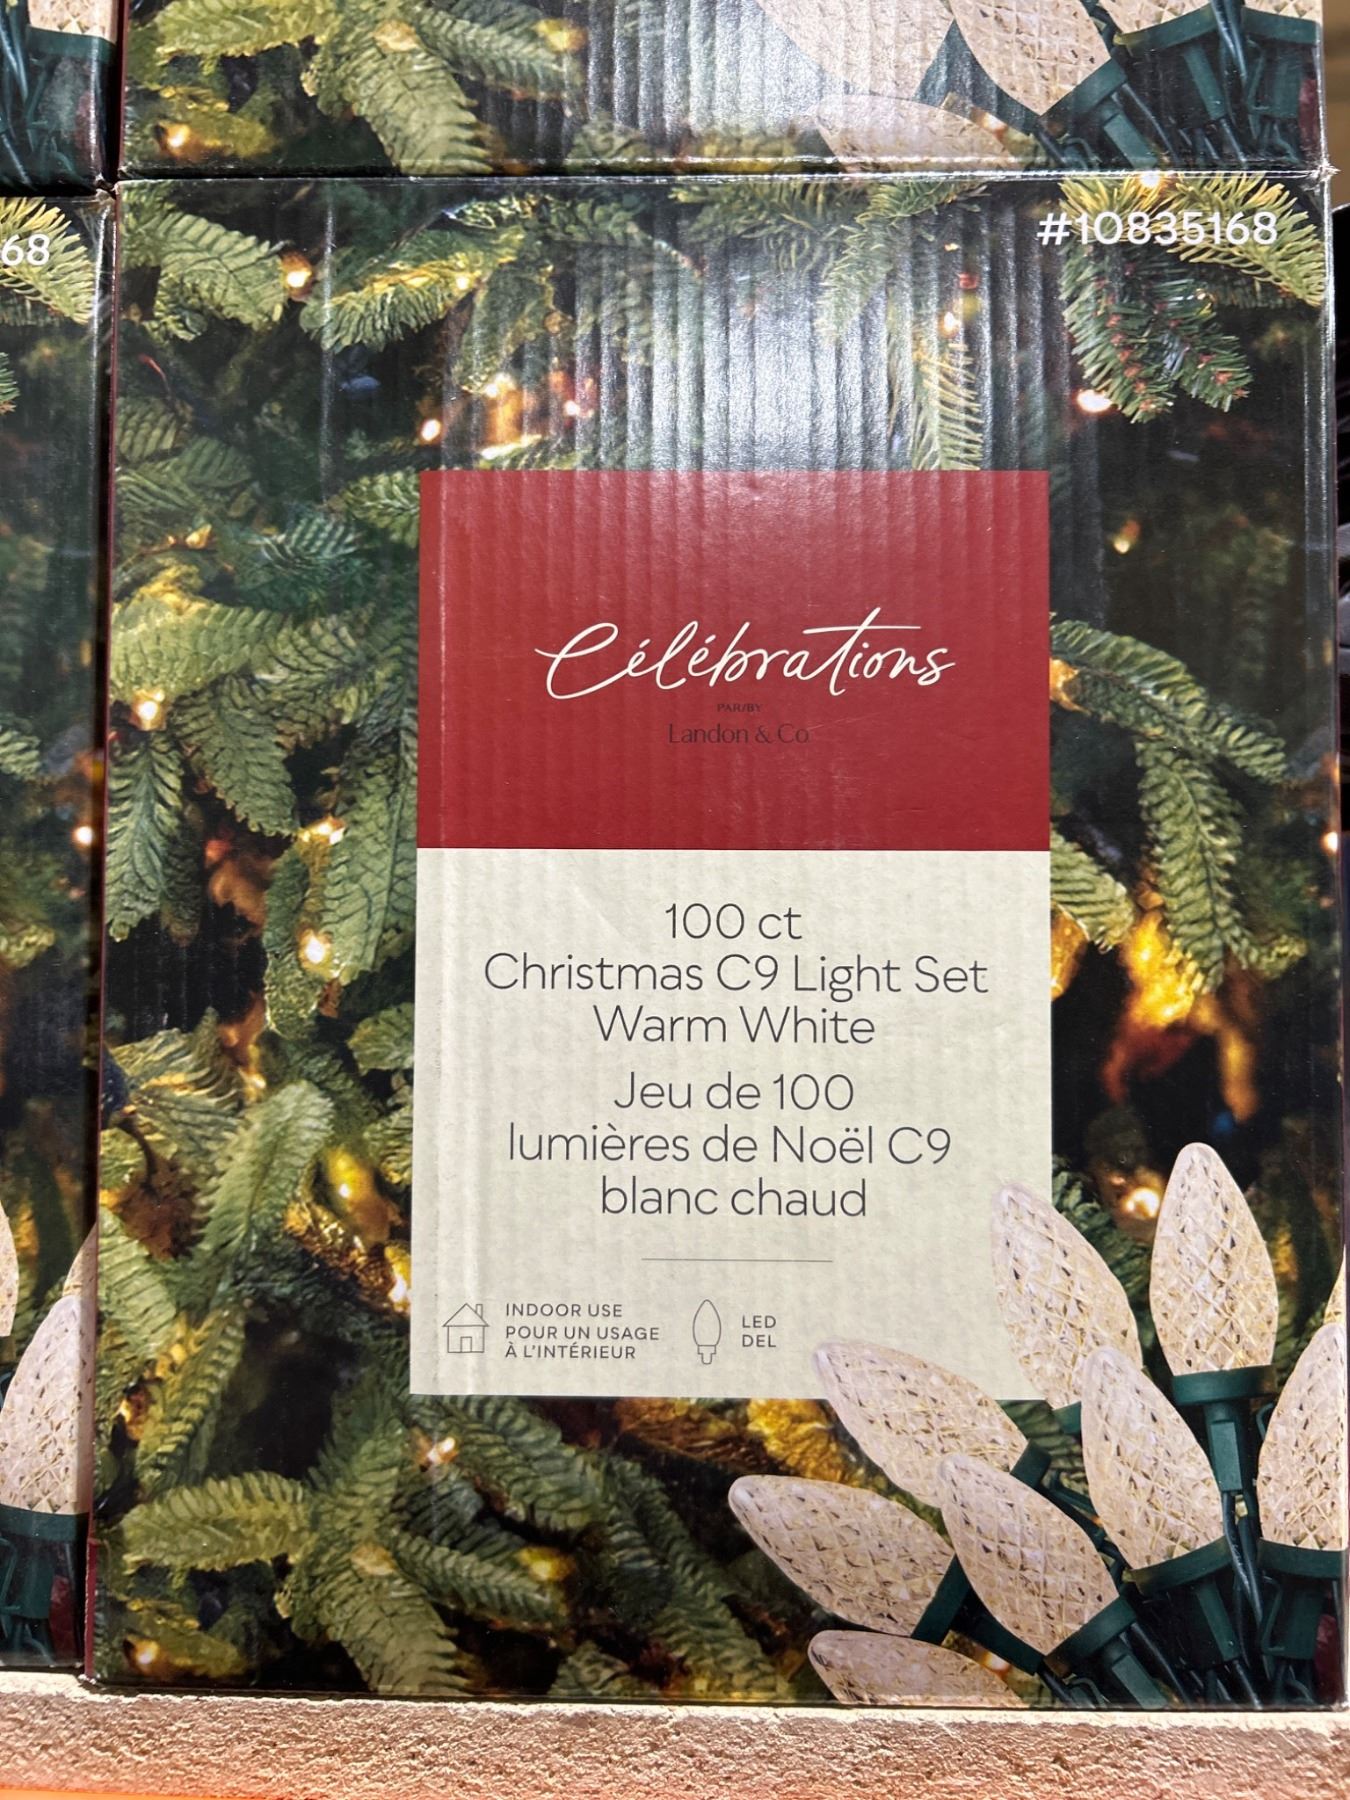 68
#10835168
Célébrations
PAR/BY
Landon & Co.
100 ct
Christmas C9 Light Set
Warm White
Jeu de 100
lumières de Noël C9
blanc chaud
INDOOR USE
POUR UN USAGE
À L'INTÉRIEUR
LED
DEL